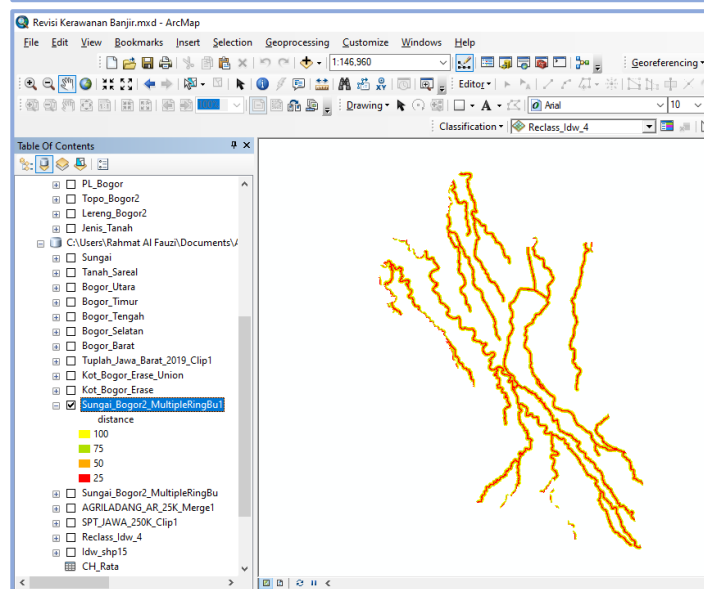 Revisi Kerawanan Banjir.mxd - ArcMap
File Edit View Bookmarks Insert Selection Geoprocessing Customize Windows Help
1:146,960 Georeferencing
Editor
Drawing A Arial 10
Classification Reclass_Idw_4
Table Of Contents
PL_Bogor
Topo_Bogor2
Lereng_Bogor2
Jenis_Tanah
C:\Users\Rahmat Al Fauzi\Documents\A
Sungai
Tanah_Sareal
Bogor_Utara
Bogor_Timur
Bogor_Tengah
Bogor_Selatan
Bogor_Barat
Tuplah_Jawa_Barat_2019_Clip1
Kot_Bogor_Erase_Union
Kot_Bogor_Erase
Sungai_Bogor2_MultipleRingBu1
distance
100
75
50
25
Sungai_Bogor2_MultipleRingBu
AGRILADANG_AR_25K_Merge1
SPT_JAWA_250K_Clip1
Reclass_Idw_4
Idw_shp15
CH_Rata